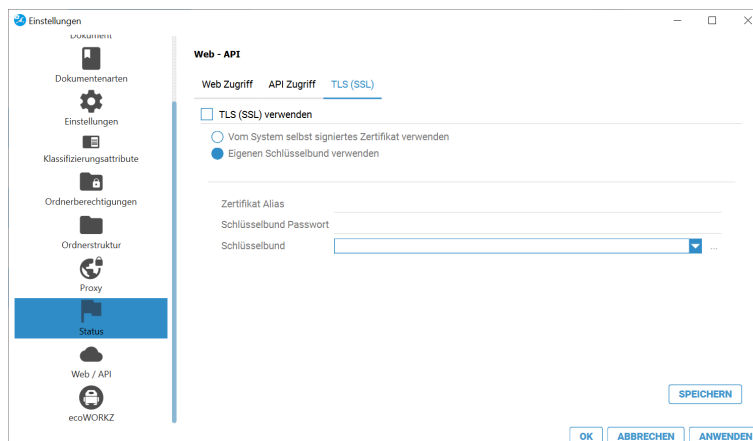 Einstellungen
Dokument
Dokumentenarten
Einstellungen
Klassifizierungsattribute
Ordnerberechtigungen
Ordnerstruktur
Proxy
Status
Web / API
ecoWORKZ
Web - API
Web Zugriff API Zugriff TLS (SSL)
TLS (SSL) verwenden
Vom System selbst signiertes Zertifikat verwenden
Eigenen Schlüsselbund verwenden
Zertifikat Alias
Schlüsselbund Passwort
Schlüsselbund ...
SPEICHERN
OK ABBRECHEN ANWENDEN